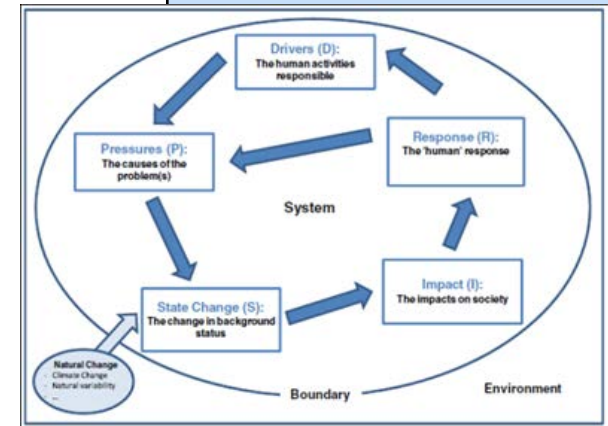 Drivers (D):
The human activities
responsible
Pressures (P):
The causes of the
problem(s)
Response (R):
The 'human' response
System
State Change (S):
The change in background
status
Impact (I):
The impacts on society
Natural Change
- Climate Change
- Natural variability
- ...
Boundary
Environment